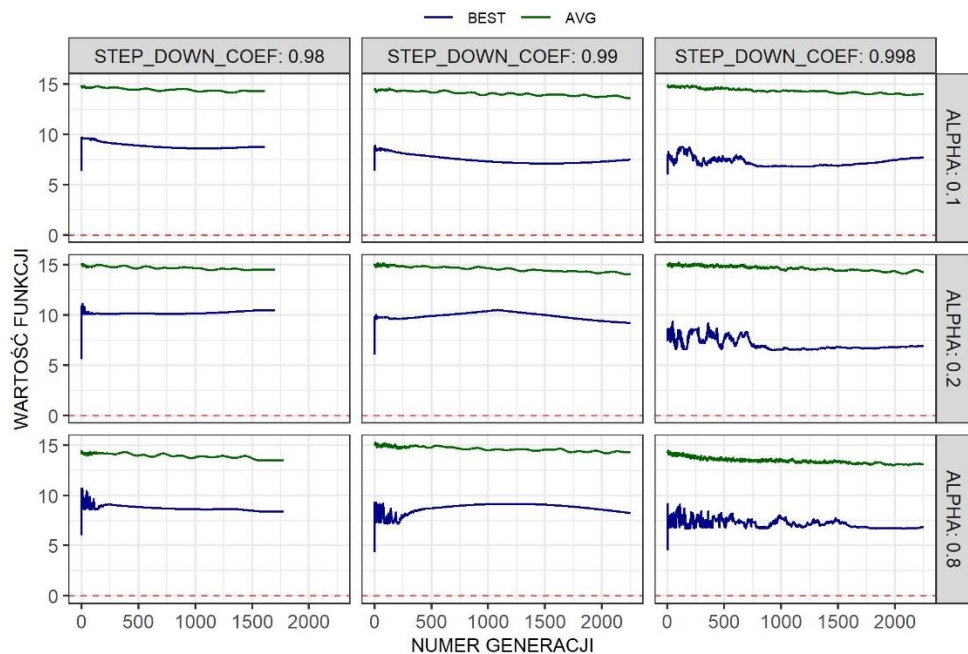 BEST AVG
STEP_DOWN_COEF: 0.98 STEP_DOWN_COEF: 0.99 STEP_DOWN_COEF: 0.998
15
10
5
0
ALPHA: 0.1
WARTOŚĆ FUNKCJI
15
10
5
0
ALPHA: 0.2
15
10
5
0
ALPHA: 0.8
0 500 1000 1500 2000 0 500 1000 1500 2000 0 500 1000 1500 2000
NUMER GENERACJI